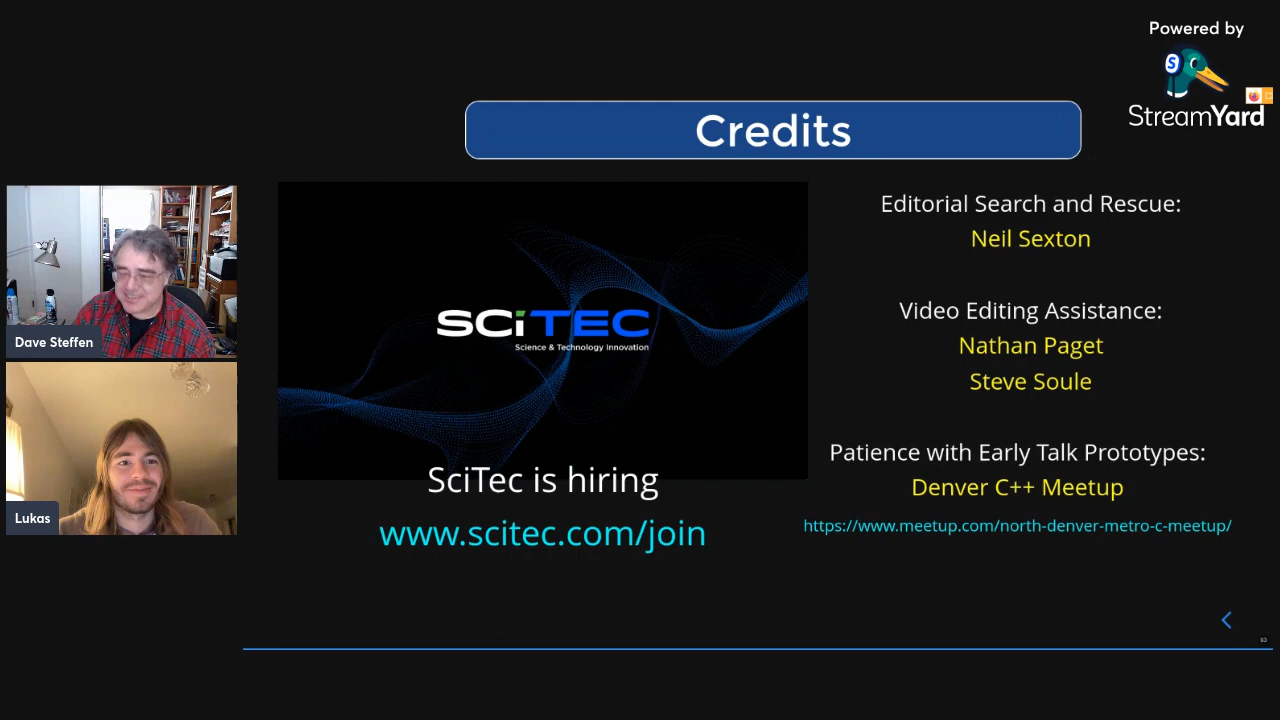 Powered by
StreamYard
Credits
Dave Steffen
Lukas
SCiTEC
Science & Technology Innovation
SciTec is hiring
www.scitec.com/join
Editorial Search and Rescue:
Neil Sexton
Video Editing Assistance:
Nathan Paget
Steve Soule
Patience with Early Talk Prototypes:
Denver C++ Meetup
https://www.meetup.com/north-denver-metro-c-meetup/